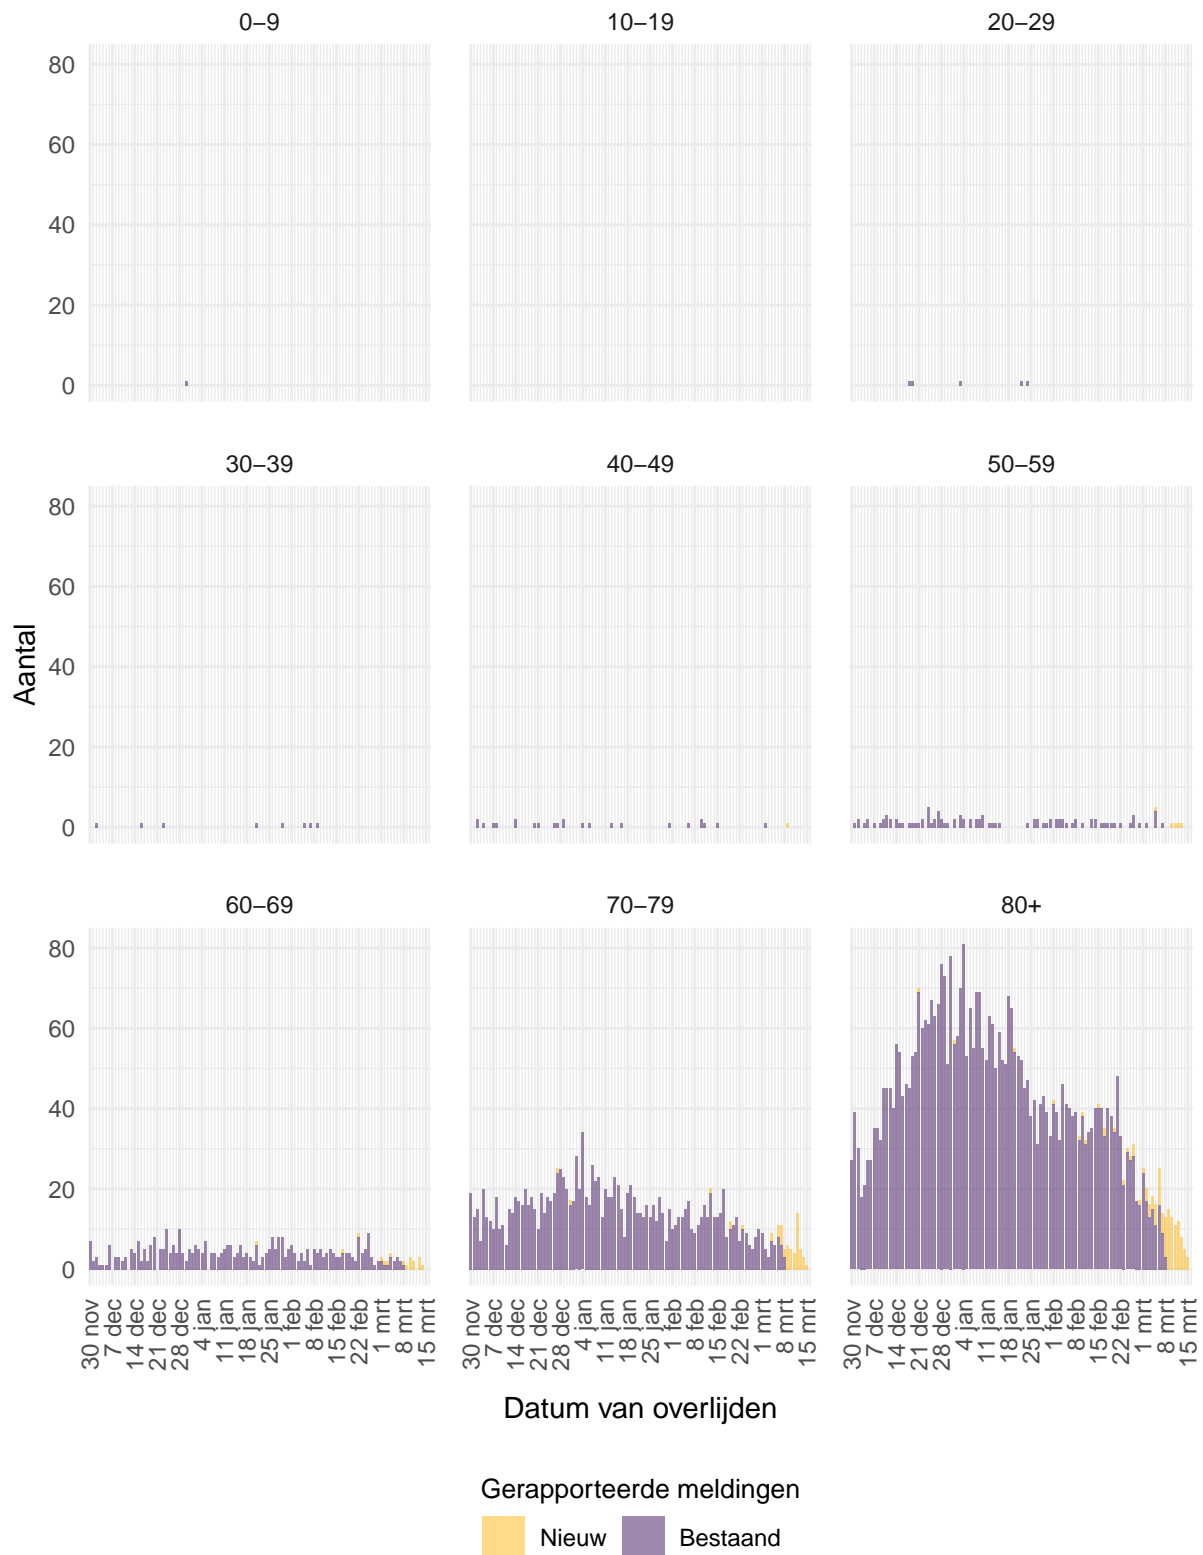 0–9 10–19 20–29
80
60
40
20
0
30–39 40–49 50–59
80
60
40
20
0
Aantal
60–69 70–79 80+
80
60
40
20
0
30 nov 7 dec 14 dec 21 dec 28 dec 4 jan 11 jan 18 jan 25 jan 1 feb 8 feb 15 feb 22 feb 1 mrt 8 mrt 15 mrt
30 nov 7 dec 14 dec 21 dec 28 dec 4 jan 11 jan 18 jan 25 jan 1 feb 8 feb 15 feb 22 feb 1 mrt 8 mrt 15 mrt
30 nov 7 dec 14 dec 21 dec 28 dec 4 jan 11 jan 18 jan 25 jan 1 feb 8 feb 15 feb 22 feb 1 mrt 8 mrt 15 mrt
Datum van overlijden
Gerapporteerde meldingen
Nieuw Bestaand